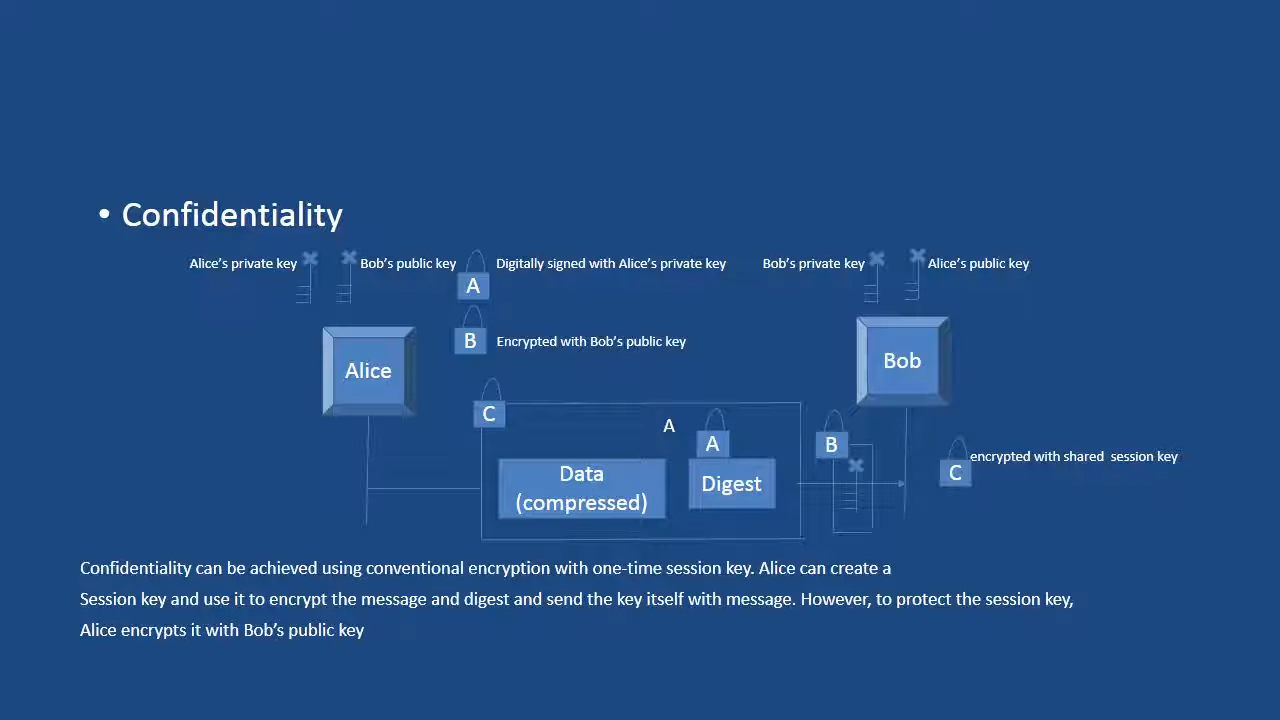 • Confidentiality
Alice's private key
Bob's public key
A
Digitally signed with Alice's private key
Bob's private key
Alice's public key
B
Encrypted with Bob's public key
Alice
Bob
C
A
A
B
Data
(compressed)
Digest
encrypted with shared session key
C
Confidentiality can be achieved using conventional encryption with one-time session key. Alice can create a
Session key and use it to encrypt the message and digest and send the key itself with message. However, to protect the session key,
Alice encrypts it with Bob's public key